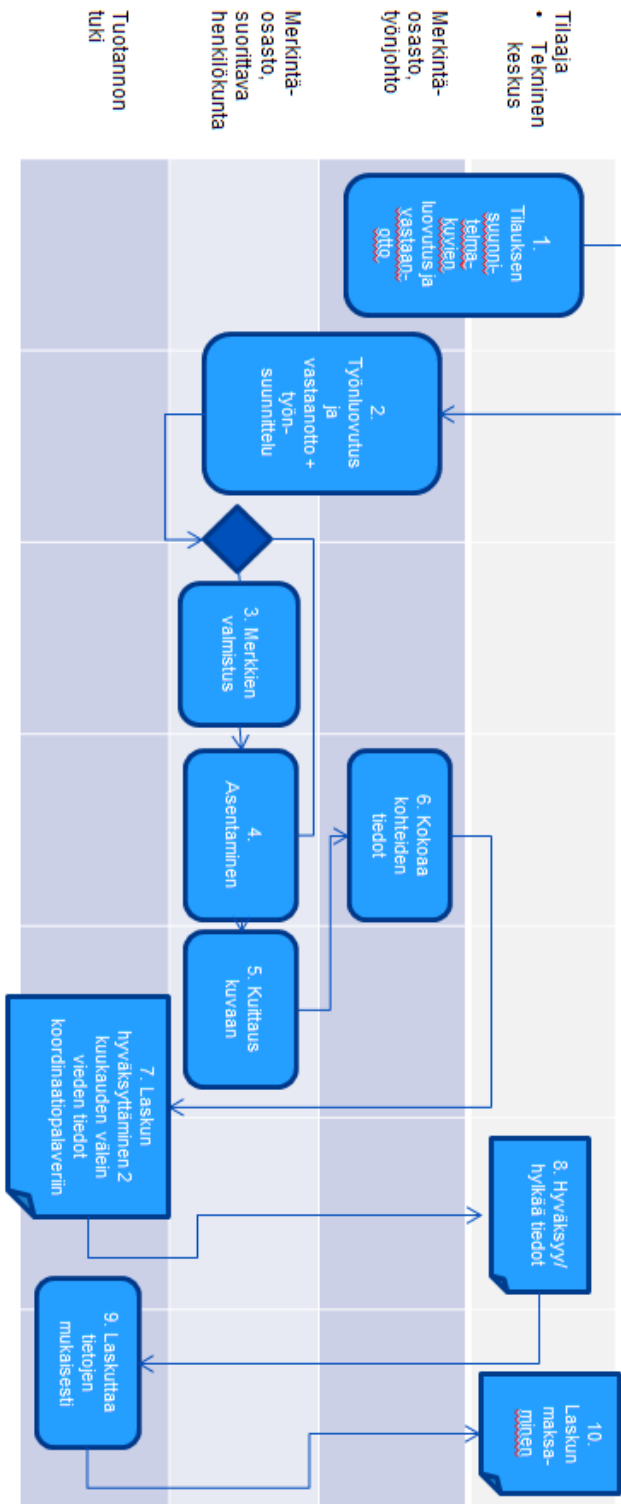 Tilaaja
• Tekninen
keskus
Merkintä-
osasto,
työnjohto
Merkintä-
osasto,
suorittava
henkilökunta
Tuotannon
tuki
1.
Tilauksen
suunni-
telma-
kuvien
luovutus ja
vastaan-
otto
2.
Työnluovutus
ja
vastaanotto +
työn-
suunnittelu
3. Merkkien
valmistus
4.
Asentaminen
5. Kuittaus
kuvaan
6. Kokoaa
kohteiden
tiedot
7. Laskun
hyväksyttäminen 2
kuukauden välein
vieden tiedot
koordinaatiopalaveriin
8. Hyväksyy/
hylkää tiedot
9. Laskuttaa
tietojen
mukaisesti
10.
Laskun
maksa-
minen